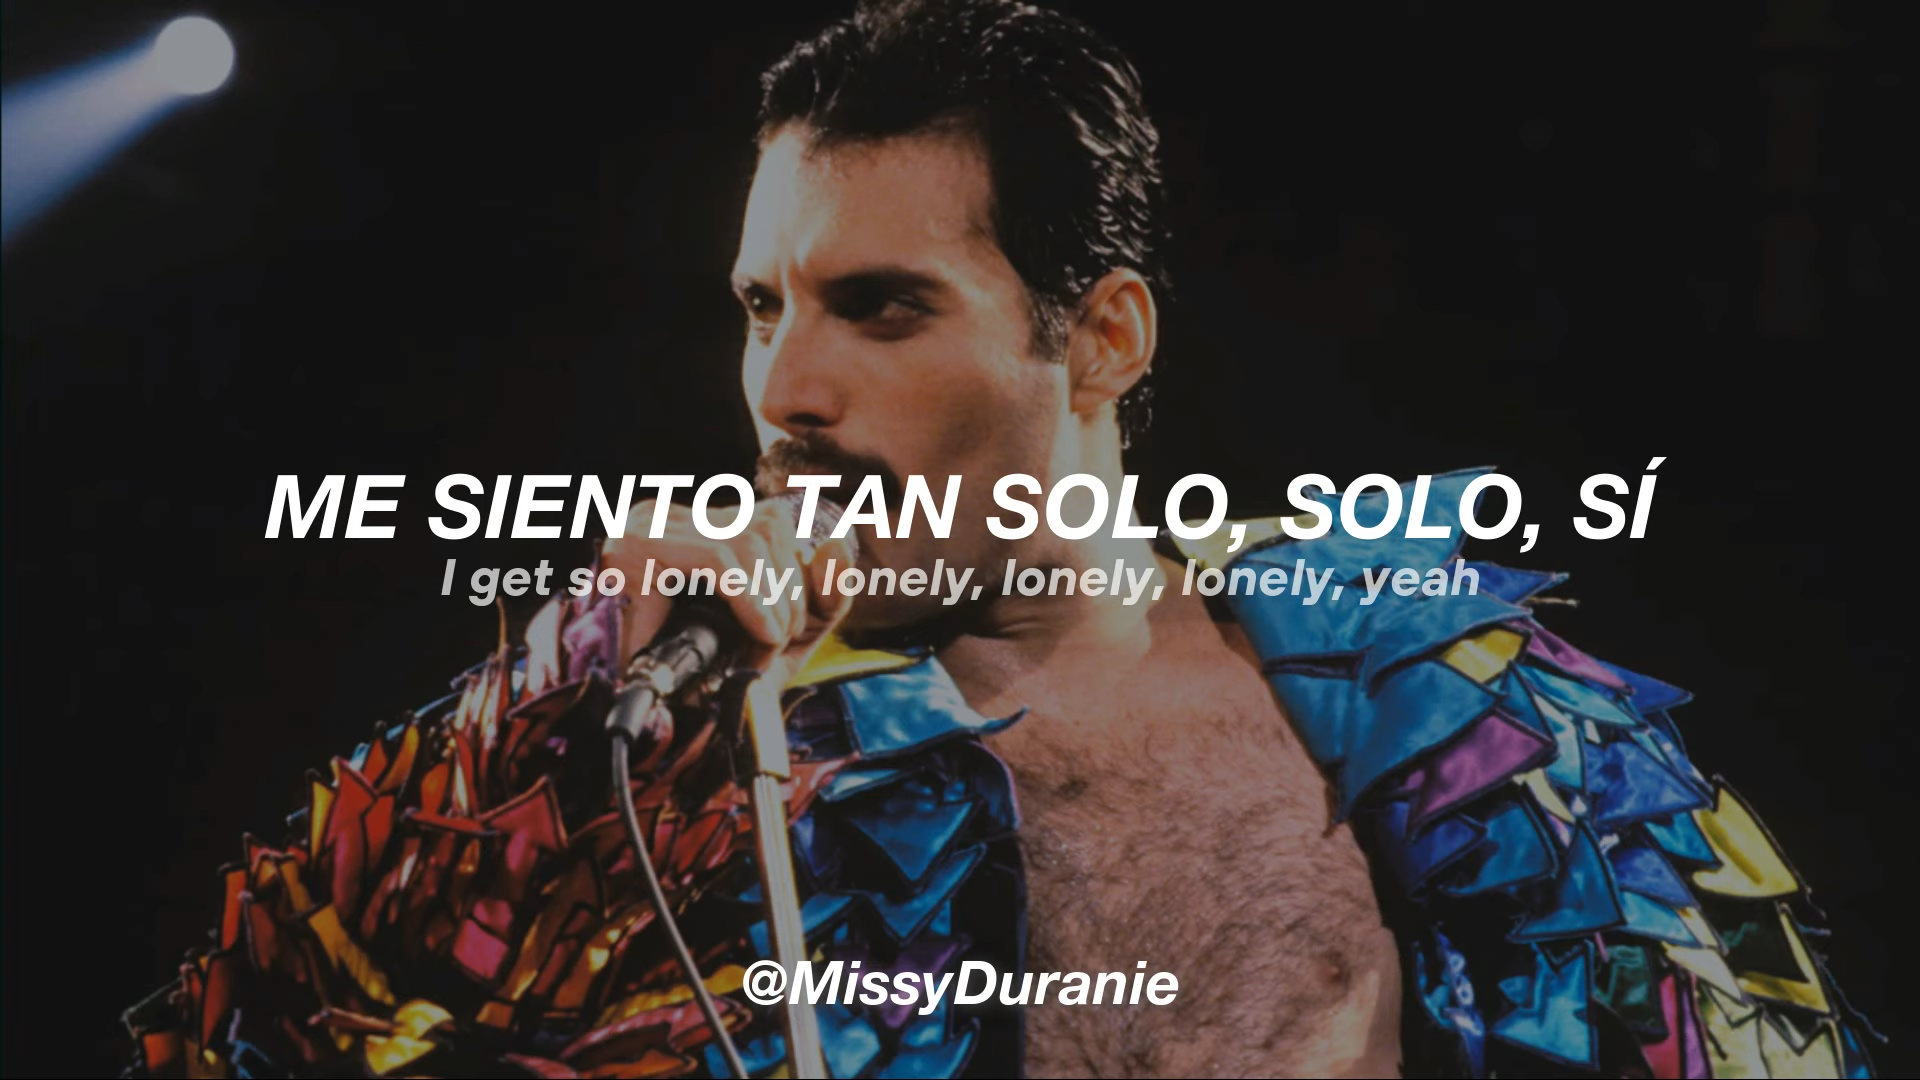 ME SIENTO TAN SOLO, SOLO, SÍ
I get so lonely, lonely, lonely, lonely, yeah
@MissyDuranie